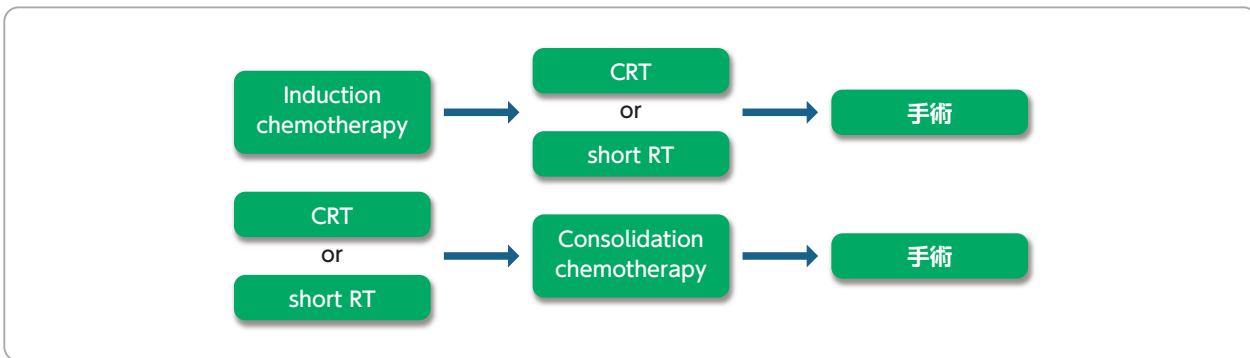 Induction
chemotherapy
CRT
or
short RT
手術
CRT
or
short RT
Consolidation
chemotherapy
手術